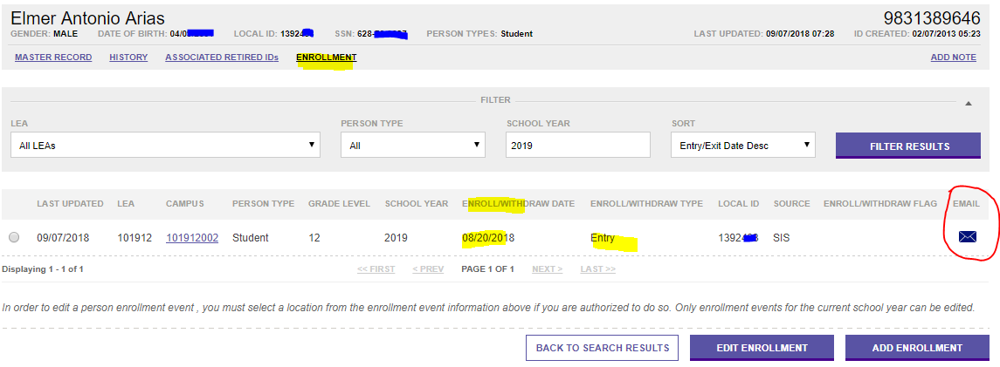 Elmer Antonio Arias 9831389646
GENDER: MALE DATE OF BIRTH: 04/0 LOCAL ID: 1392 SSN: 628- PERSON TYPES: Student LAST UPDATED: 09/07/2018 07:28 ID CREATED: 02/07/2013 05:23
MASTER RECORD HISTORY ASSOCIATED RETIRED IDs ENROLLMENT ADD NOTE
FILTER
LEA PERSON TYPE SCHOOL YEAR SORT
All LEAs All 2019 Entry/Exit Date Desc FILTER RESULTS
LAST UPDATED LEA CAMPUS PERSON TYPE GRADE LEVEL SCHOOL YEAR ENROLL/WITHDRAW DATE ENROLL/WITHDRAW TYPE LOCAL ID SOURCE ENROLL/WITHDRAW FLAG EMAIL
09/07/2018 101912 101912002 Student 12 2019 08/20/2018 Entry 1392 SIS
Displaying 1 - 1 of 1 << FIRST < PREV PAGE 1 OF 1 NEXT > LAST >>
In order to edit a person enrollment event , you must select a location from the enrollment event information above if you are authorized to do so. Only enrollment events for the current school year can be edited.
BACK TO SEARCH RESULTS EDIT ENROLLMENT ADD ENROLLMENT